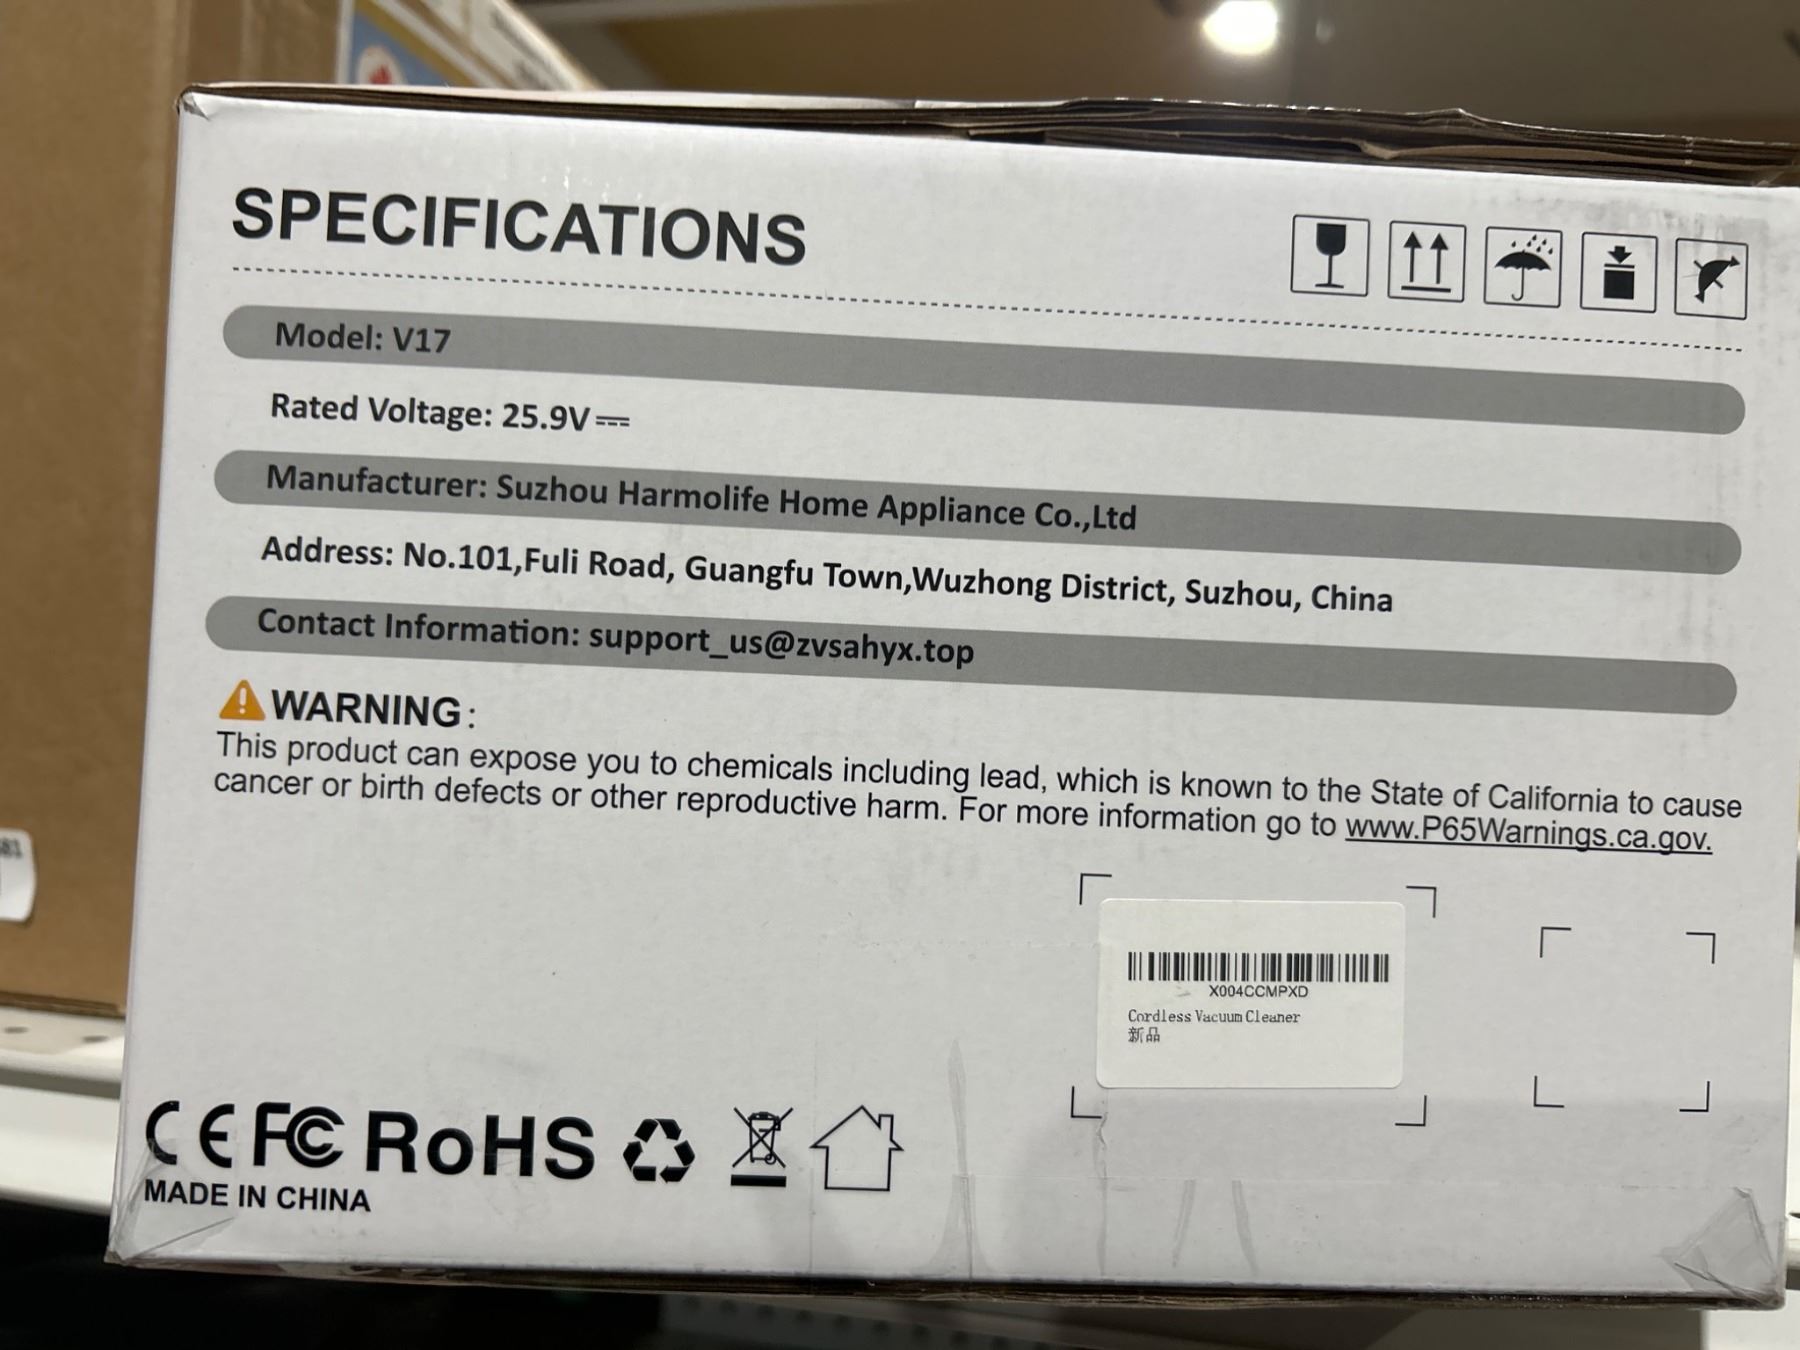 SPECIFICATIONS
Model: V17
Rated Voltage: 25.9V⎓
Manufacturer: Suzhou Harmolife Home Appliance Co.,Ltd
Address: No.101,Fuli Road, Guangfu Town,Wuzhong District, Suzhou, China
Contact Information: support_us@zvsahyx.top
WARNING:
This product can expose you to chemicals including lead, which is known to the State of California to cause
cancer or birth defects or other reproductive harm. For more information go to www.P65Warnings.ca.gov.
X004CCMPXD
Cordless Vacuum Cleaner
新品
CE FC RoHS
MADE IN CHINA